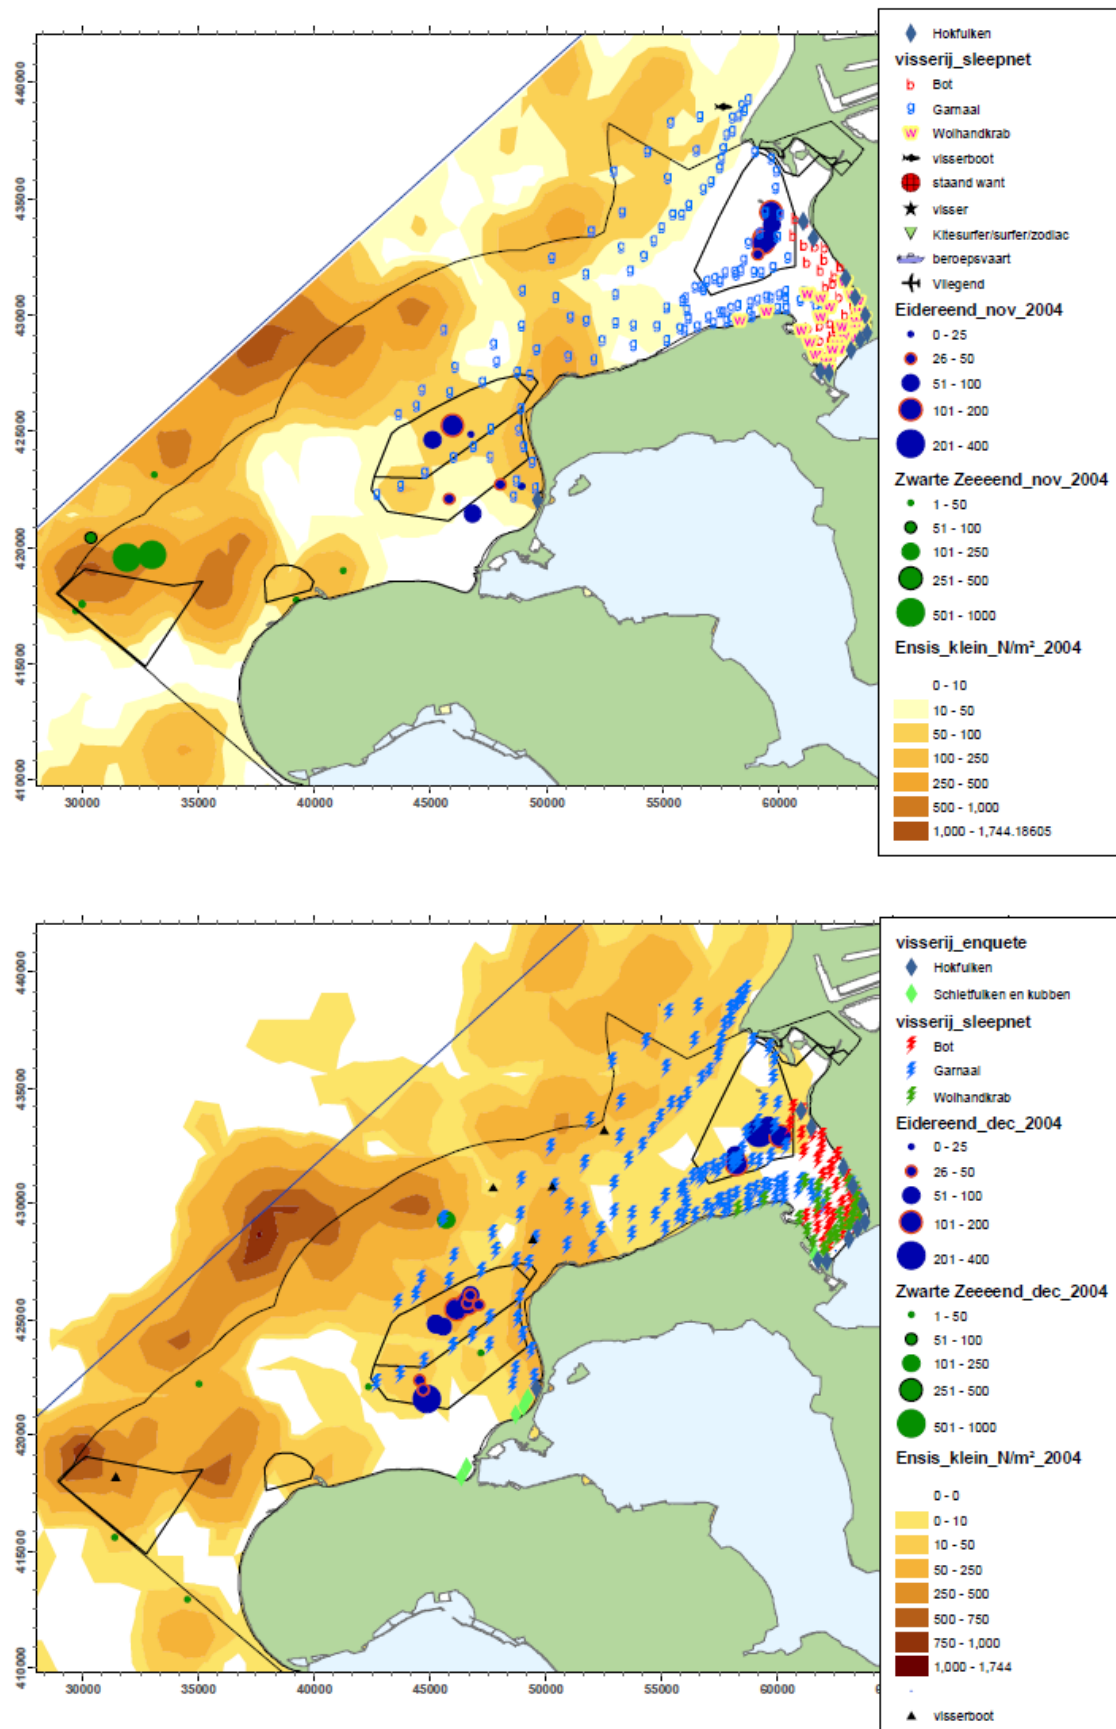 Hokfuiken
visserij_sleepnet
b Bot
g Garnaal
w Wolhandkrab
visserboot
staand want
visser
Kitesurfer/surfer/zodiac
beroepsvaart
Vliegend
Eidereend_nov_2004
0 - 25
26 - 50
51 - 100
101 - 200
201 - 400
Zwarte Zeeeend_nov_2004
1 - 50
51 - 100
101 - 250
251 - 500
501 - 1000
Ensis_klein_N/m²_2004
0 - 10
10 - 50
50 - 100
100 - 250
250 - 500
500 - 1,000
1,000 - 1,744.18605
440000
435000
430000
425000
420000
415000
410000
30000 35000 40000 45000 50000 55000 60000
visserij_enquete
Hokfuiken
Schietfuiken en kubben
visserij_sleepnet
Bot
Garnaal
Wolhandkrab
Eidereend_dec_2004
0 - 25
26 - 50
51 - 100
101 - 200
201 - 400
Zwarte Zeeeend_dec_2004
1 - 50
51 - 100
101 - 250
251 - 500
501 - 1000
Ensis_klein_N/m²_2004
0 - 0
0 - 10
10 - 50
50 - 250
250 - 500
500 - 750
750 - 1,000
1,000 - 1,744
visserboot
440000
435000
430000
425000
420000
415000
410000
30000 35000 40000 45000 50000 55000 60000